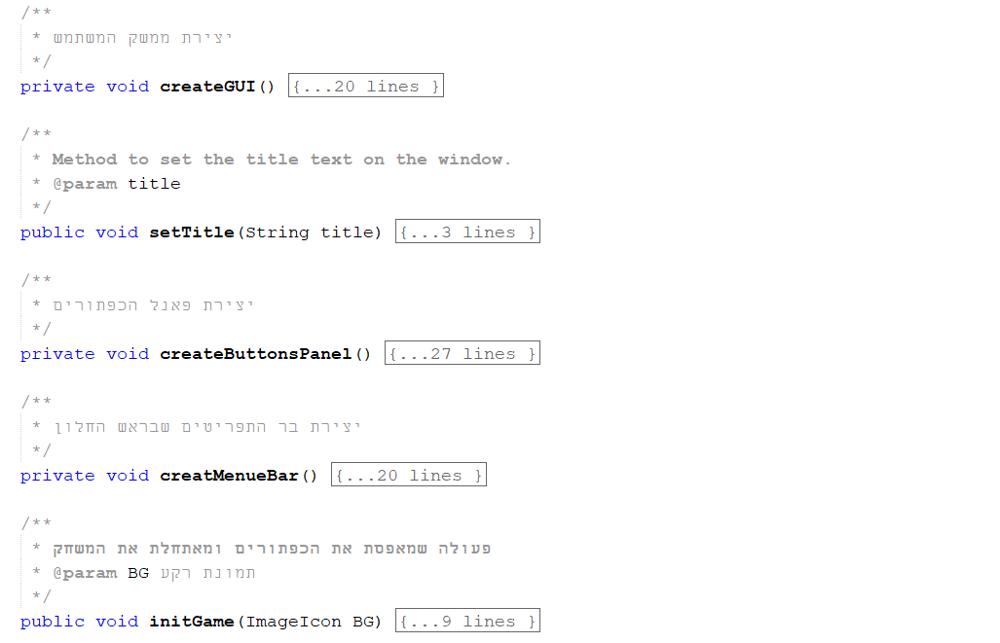 /**
* יצירת ממשק המשתמש
*/
private void createGUI() {...20 lines }
/**
* Method to set the title text on the window.
* @param title
*/
public void setTitle(String title) {...3 lines }
/**
* יצירת פאנל הכפתורים
*/
private void createButtonsPanel() {...27 lines }
/**
* יצירת בר התפריטים שבראש החלון
*/
private void creatMenueBar() {...20 lines }
/**
* פעולה שמאפסת את הכפתורים ומאתחלת את המשחק
* @param BG תמונת רקע
*/
public void initGame(ImageIcon BG) {...9 lines }